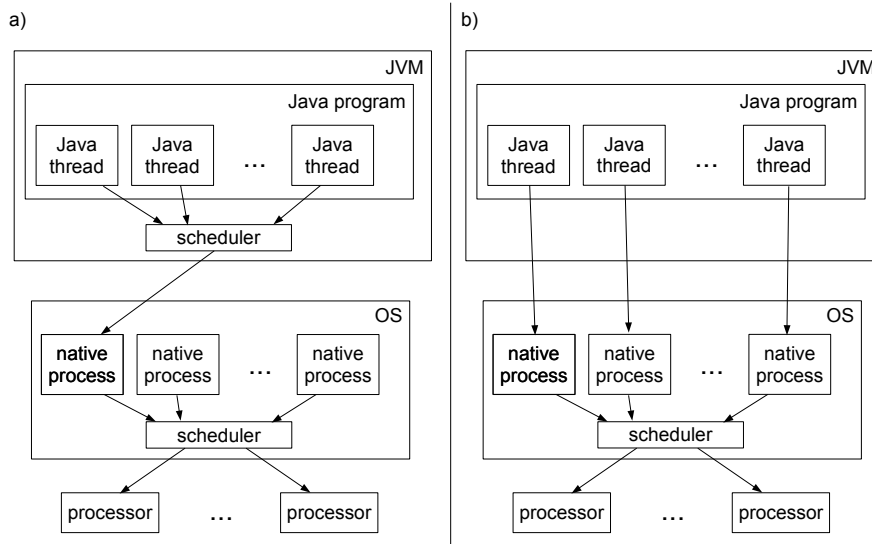 a)
JVM
Java program
Java Java ... Java
thread thread thread
scheduler
OS
native native ... native
process process process
scheduler
processor ... processor
b)
JVM
Java program
Java Java ... Java
thread thread thread
OS
native native ... native
process process process
scheduler
processor ... processor